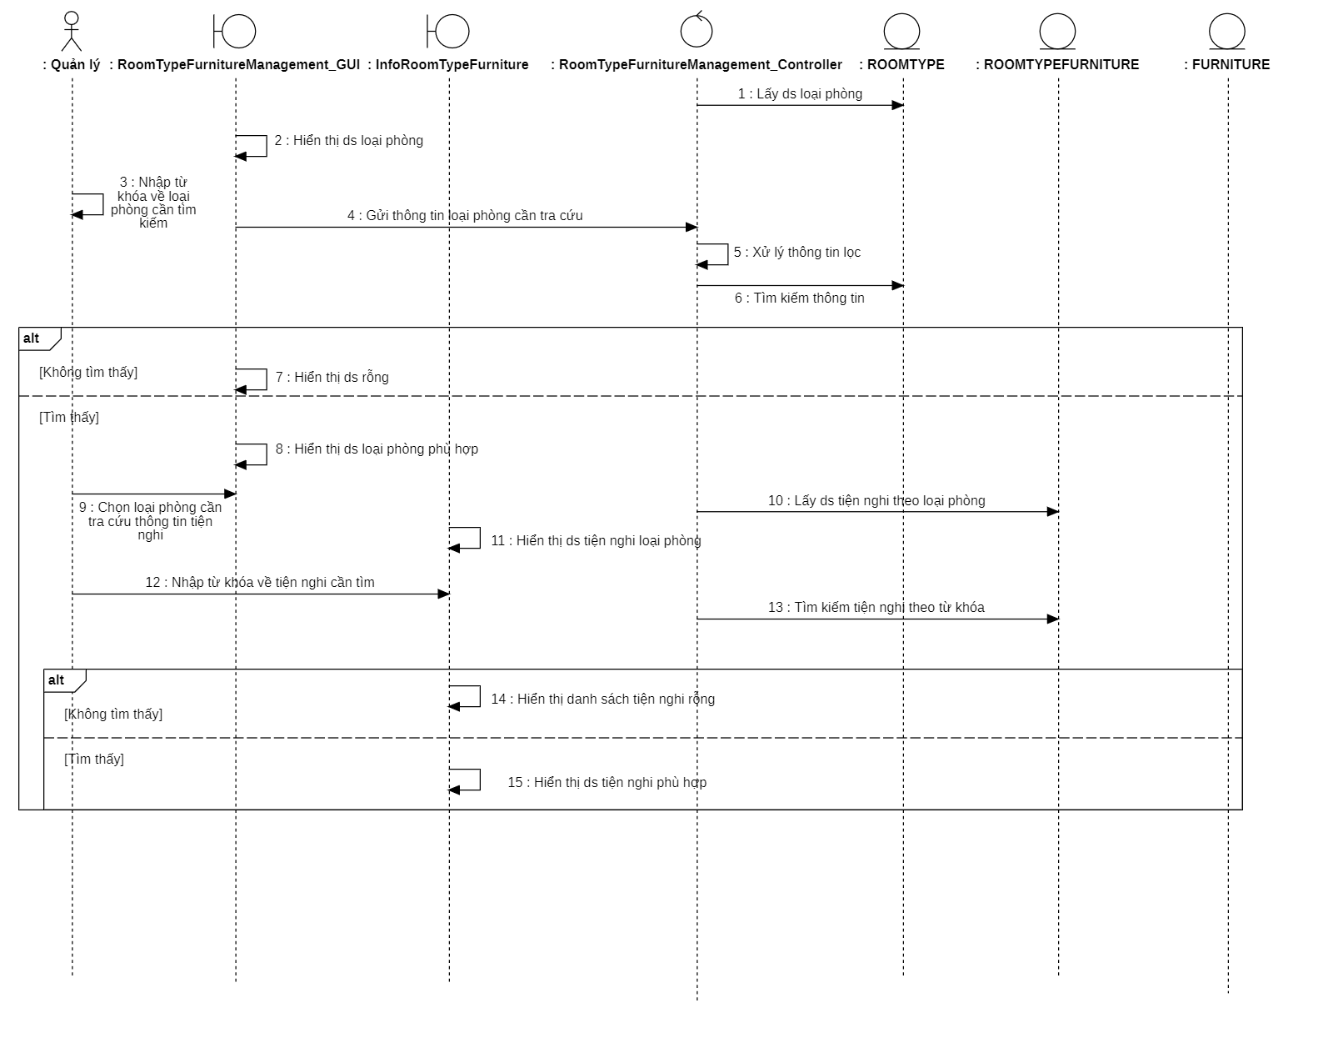 : Quản lý
: RoomTypeFurnitureManagement_GUI
: InfoRoomTypeFurniture
: RoomTypeFurnitureManagement_Controller
: ROOMTYPE
: ROOMTYPEFURNITURE
: FURNITURE
1 : Lấy ds loại phòng
2 : Hiển thị ds loại phòng
3 : Nhập từ
khóa về loại
phòng cần tìm
kiếm
4 : Gửi thông tin loại phòng cần tra cứu
5 : Xử lý thông tin lọc
6 : Tìm kiếm thông tin
alt
[Không tìm thấy]
7 : Hiển thị ds rỗng
[Tìm thấy]
8 : Hiển thị ds loại phòng phù hợp
9 : Chọn loại phòng cần
tra cứu thông tin tiện
nghi
10 : Lấy ds tiện nghi theo loại phòng
11 : Hiển thị ds tiện nghi loại phòng
12 : Nhập từ khóa về tiện nghi cần tìm
13 : Tìm kiếm tiện nghi theo từ khóa
alt
14 : Hiển thị danh sách tiện nghi rỗng
[Không tìm thấy]
[Tìm thấy]
15 : Hiển thị ds tiện nghi phù hợp